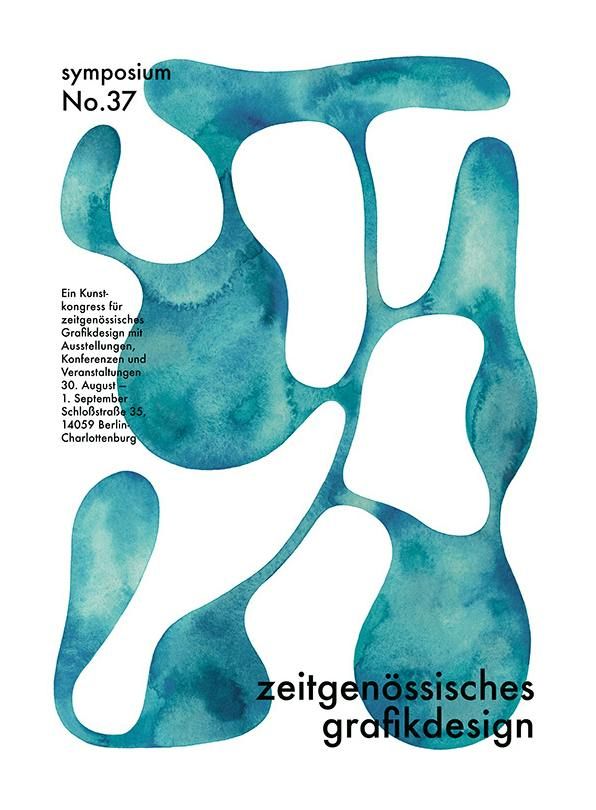 symposium
No.37
Ein Kunst-
kongress für
zeitgenössisches
Grafikdesign mit
Ausstellungen,
Konferenzen und
Veranstaltungen
30. August –
1. September
Schloßstraße 35,
14059 Berlin-
Charlottenburg
zeitgenössisches
grafikdesign